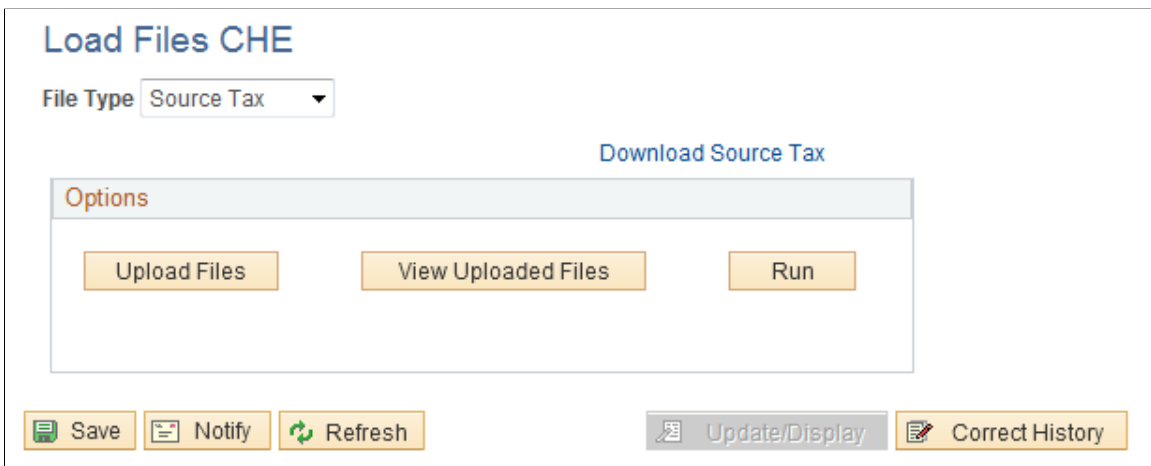 Load Files CHE
File Type Source Tax
Download Source Tax
Options
Upload Files View Uploaded Files Run
Save Notify Refresh Update/Display Correct History